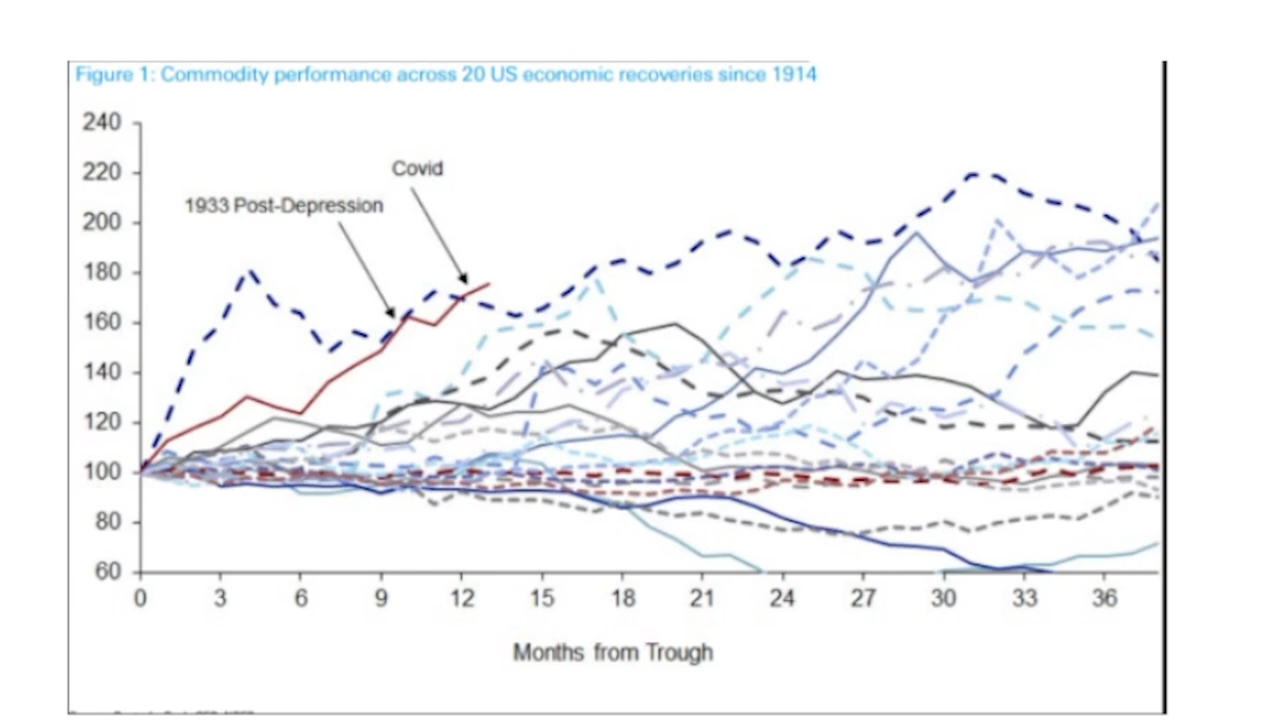 Figure 1: Commodity performance across 20 US economic recoveries since 1914
240
220
200
180
160
140
120
100
80
60
Covid
1933 Post-Depression
0 3 6 9 12 15 18 21 24 27 30 33 36
Months from Trough